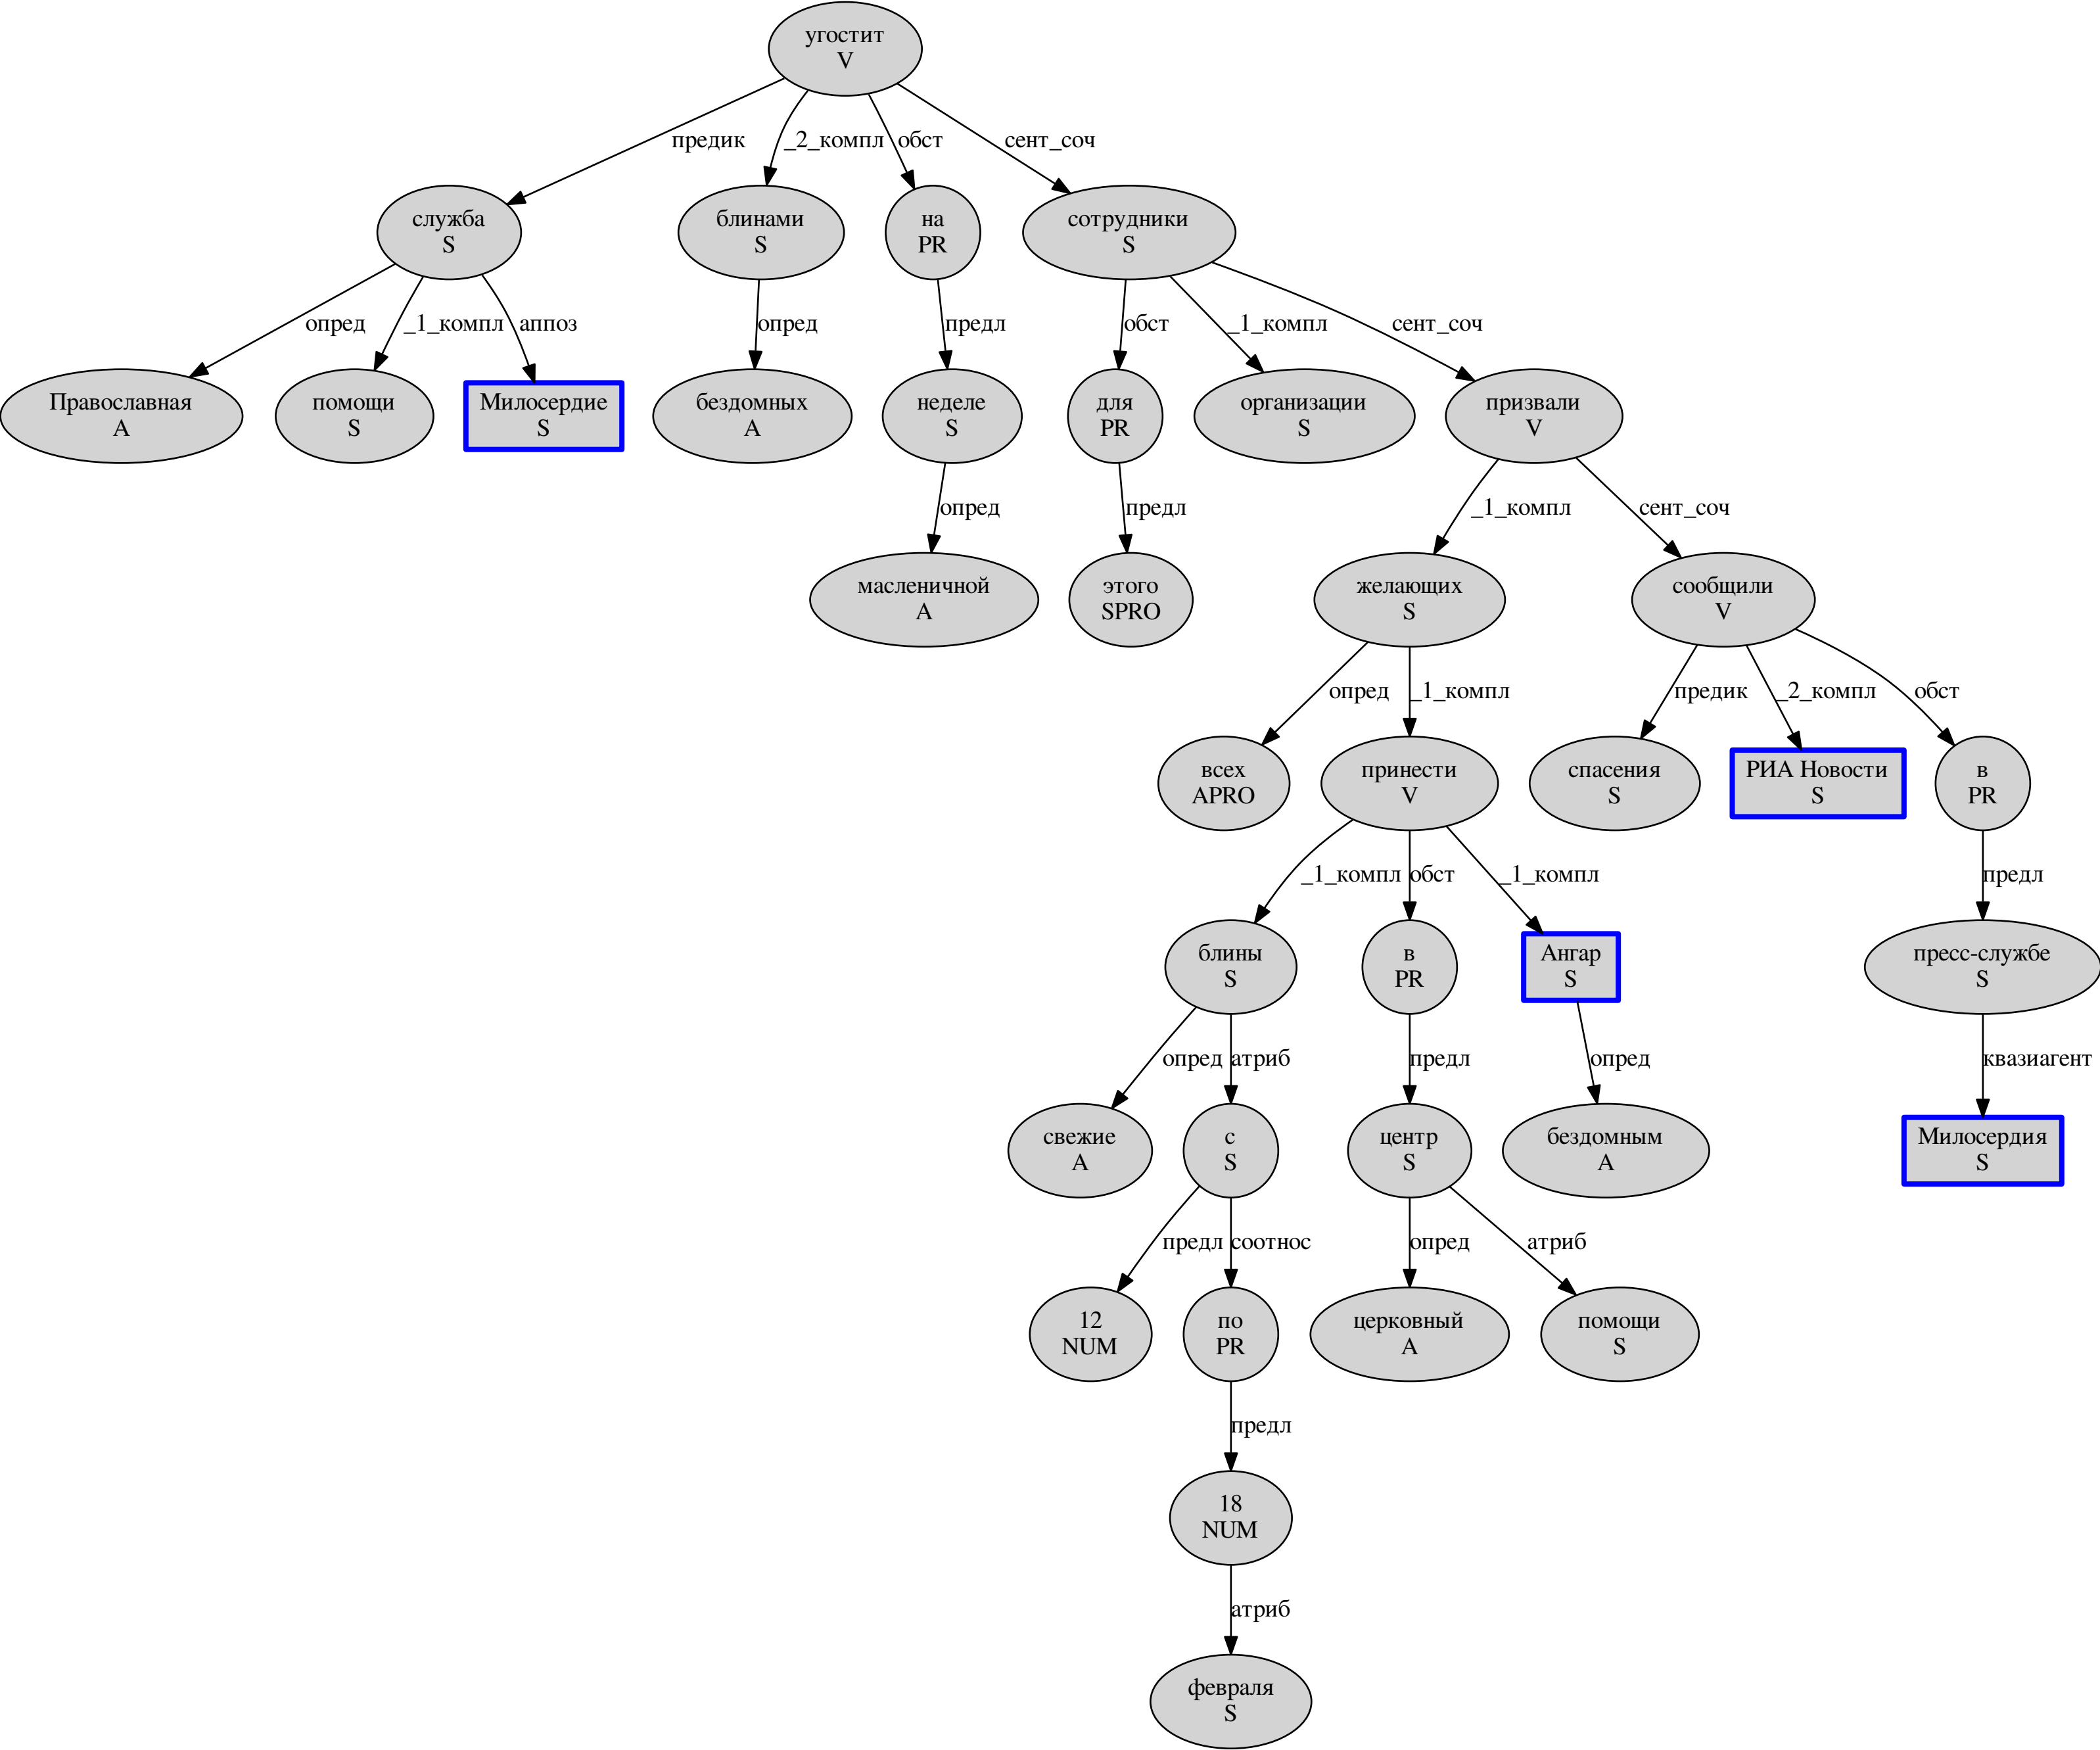 угостит
V
предик
_2_компл
обст
сент_соч
служба
S
блинами
S
на
PR
сотрудники
S
опред
_1_компл
аппоз
опред
предл
обст
_1_компл
сент_соч
Православная
A
помощи
S
Милосердие
S
бездомных
A
неделе
S
для
PR
организации
S
призвали
V
опред
предл
_1_компл
сент_соч
масленичной
A
этого
SPRO
желающих
S
сообщили
V
опред
_1_компл
предик
_2_компл
обст
всех
APRO
принести
V
спасения
S
РИА Новости
S
в
PR
_1_компл
обст
_1_компл
предл
блины
S
в
PR
Ангар
S
пресс-службе
S
опред
атриб
предл
опред
квазиагент
свежие
A
с
S
центр
S
бездомным
A
Милосердия
S
предл
соотнос
опред
атриб
12
NUM
по
PR
церковный
A
помощи
S
предл
18
NUM
атриб
февраля
S